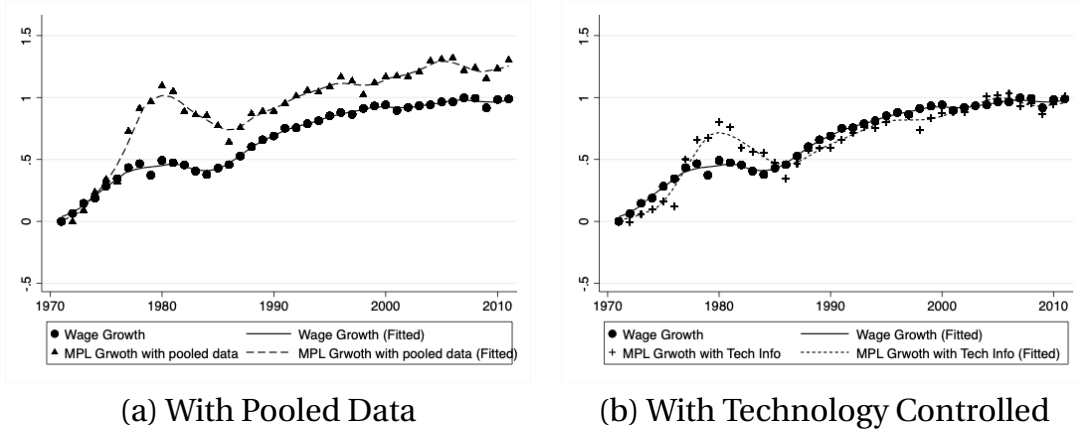 1.5
1
.5
0
-.5
1970 1980 1990 2000 2010
Wage Growth Wage Growth (Fitted)
MPL Grwoth with pooled data MPL Grwoth with pooled data (Fitted)
(a) With Pooled Data
1.5
1
.5
0
-.5
1970 1980 1990 2000 2010
Wage Growth Wage Growth (Fitted)
MPL Grwoth with Tech Info MPL Grwoth with Tech Info (Fitted)
(b) With Technology Controlled